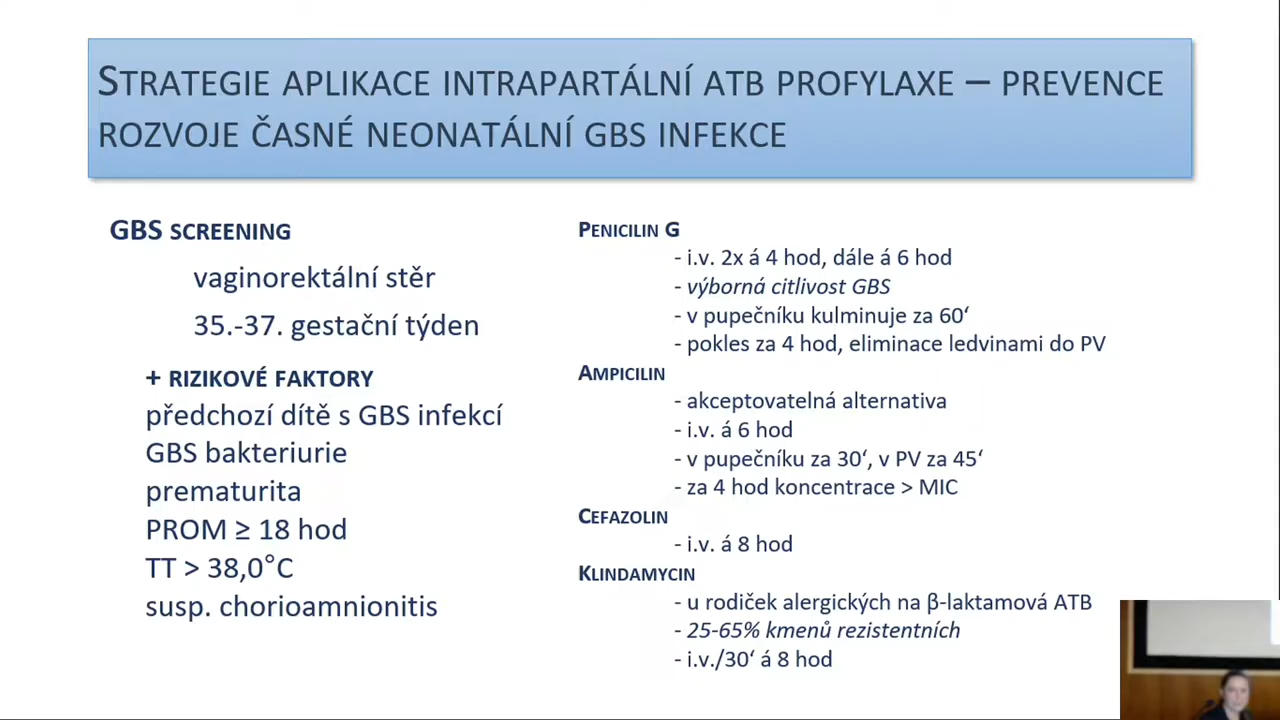 STRATEGIE APLIKACE INTRAPARTÁLNÍ ATB PROFYLAXE – PREVENCE
ROZVOJE ČASNÉ NEONATÁLNÍ GBS INFEKCE
GBS SCREENING
vaginorektální stěr
35.-37. gestační týden
+ RIZIKOVÉ FAKTORY
předchozí dítě s GBS infekcí
GBS bakteriurie
prematurita
PROM ≥ 18 hod
TT > 38,0°C
susp. chorioamnionitis
PENICILIN G
- i.v. 2x á 4 hod, dále á 6 hod
- výborná citlivost GBS
- v pupečníku kulminuje za 60‘
- pokles za 4 hod, eliminace ledvinami do PV
AMPICILIN
- akceptovatelná alternativa
- i.v. á 6 hod
- v pupečníku za 30‘, v PV za 45‘
- za 4 hod koncentrace > MIC
CEFAZOLIN
- i.v. á 8 hod
KLINDAMYCIN
- u rodiček alergických na β-laktamová ATB
- 25-65% kmenů rezistentních
- i.v./30‘ á 8 hod